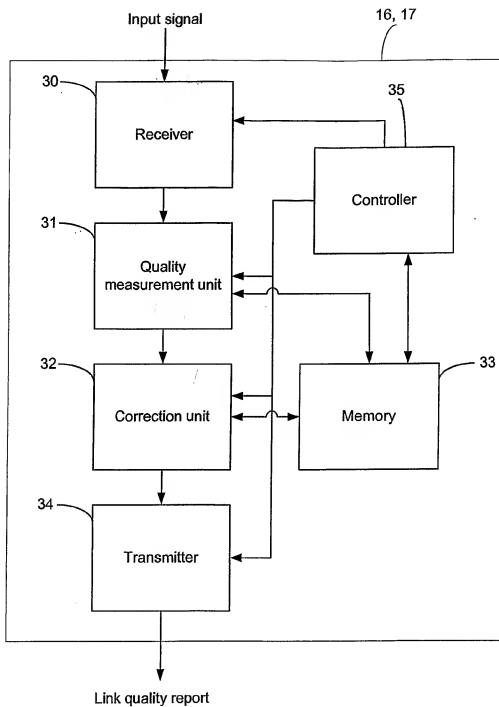 Input signal
16, 17
30
Receiver
35
Controller
31
Quality
measurement unit
32
Correction unit
33
Memory
34
Transmitter
Link quality report